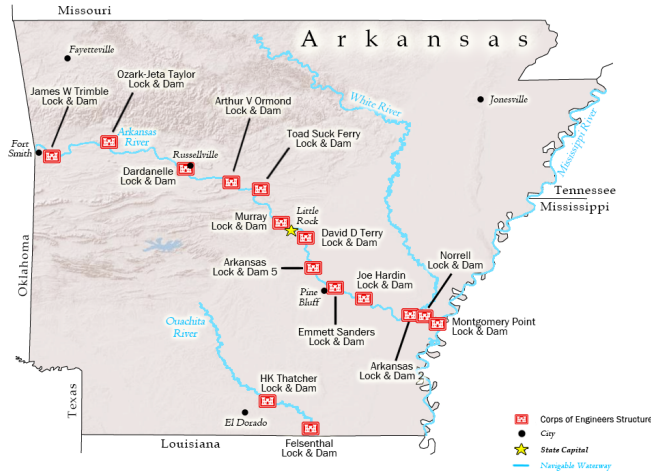 Missouri
Arkansas
Fayetteville
Ozark-Jeta Taylor
Lock & Dam
James W Trimble
Lock & Dam
Arthur V Ormond
Lock & Dam
White River
Jonesville
Mississippi River
Toad Suck Ferry
Lock & Dam
Arkansas
River
Fort
Smith
Russellville
Dardanelle
Lock & Dam
Tennessee
Mississippi
Murray
Lock & Dam
Little
Rock
David D Terry
Lock & Dam
Oklahoma
Arkansas
Lock & Dam 5
Norrell
Lock & Dam
Joe Hardin
Lock & Dam
Pine
Bluff
Ouachita
River
Emmett Sanders
Lock & Dam
Montgomery Point
Lock & Dam
Arkansas
Lock & Dam 2
HK Thatcher
Lock & Dam
Texas
El Dorado
Louisiana
Felsenthal
Lock & Dam
Corps of Engineers Structure
City
State Capital
Navigable Waterway